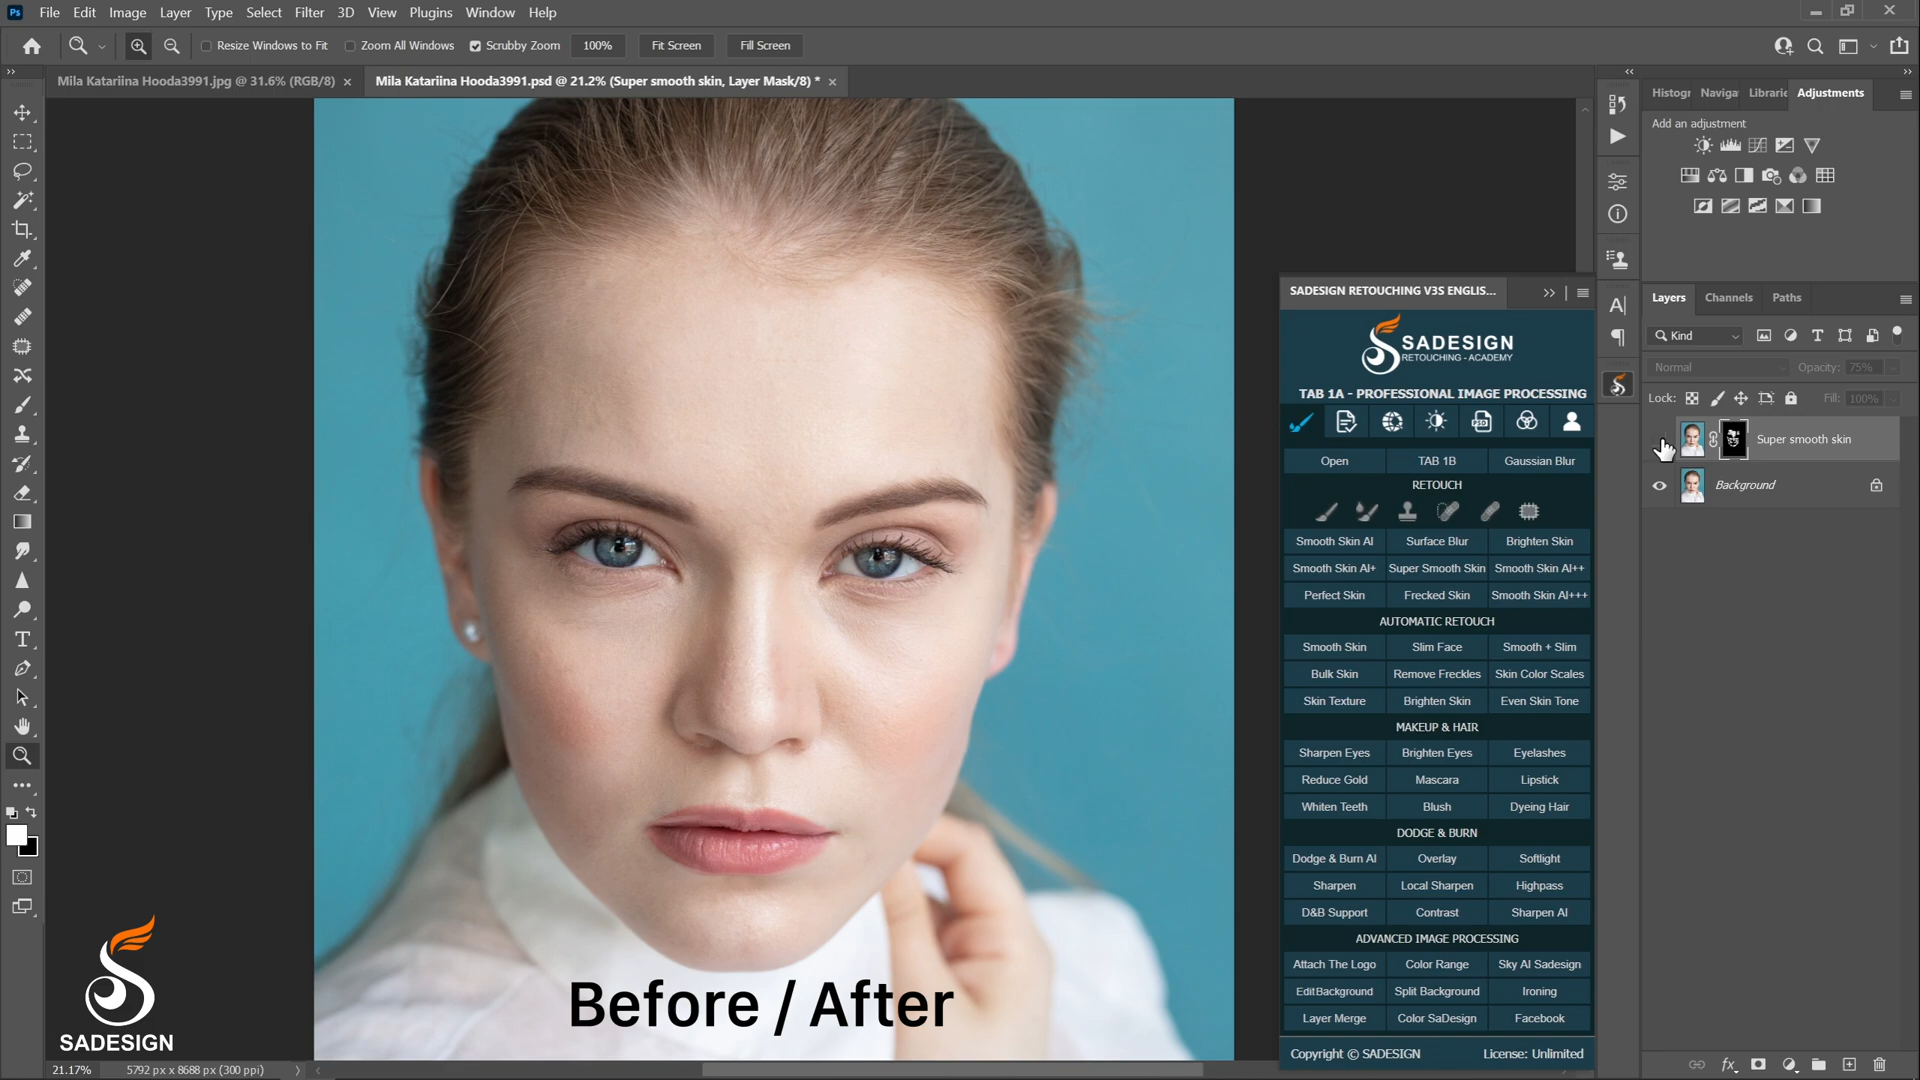 Ps File Edit Image Layer Type Select Filter 3D View Plugins Window Help
Resize Windows to Fit Zoom All Windows Scrubby Zoom 100% Fit Screen Fill Screen
Mila Katariina Hooda3991.jpg @ 31.6% (RGB/8) × Mila Katariina Hooda3991.psd @ 21.2% (Super smooth skin, Layer Mask/8) * ×
Histogr Naviga Librarie Adjustments
Add an adjustment
Layers Channels Paths
Kind
Normal Opacity: 75%
Lock: Fill: 100%
Super smooth skin
Background
SADESIGN RETOUCHING V3S ENGLIS...
SADESIGN
RETOUCHING - ACADEMY
TAB 1A - PROFESSIONAL IMAGE PROCESSING
Open TAB 1B Gaussian Blur
RETOUCH
Smooth Skin AI Surface Blur Brighten Skin
Smooth Skin AI+ Super Smooth Skin Smooth Skin AI++
Perfect Skin Frecked Skin Smooth Skin AI+++
AUTOMATIC RETOUCH
Smooth Skin Slim Face Smooth + Slim
Bulk Skin Remove Freckles Skin Color Scales
Skin Texture Brighten Skin Even Skin Tone
MAKEUP & HAIR
Sharpen Eyes Brighten Eyes Eyelashes
Reduce Gold Mascara Lipstick
Whiten Teeth Blush Dyeing Hair
DODGE & BURN
Dodge & Burn AI Overlay Softlight
Sharpen Local Sharpen Highpass
D&B Support Contrast Sharpen AI
ADVANCED IMAGE PROCESSING
Attach The Logo Color Range Sky AI Sadesign
EditBackground Split Background Ironing
Layer Merge Color SaDesign Facebook
Copyright © SADESIGN License: Unlimited
Before / After
SADESIGN
21.17% 5792 px x 8688 px (300 ppi)